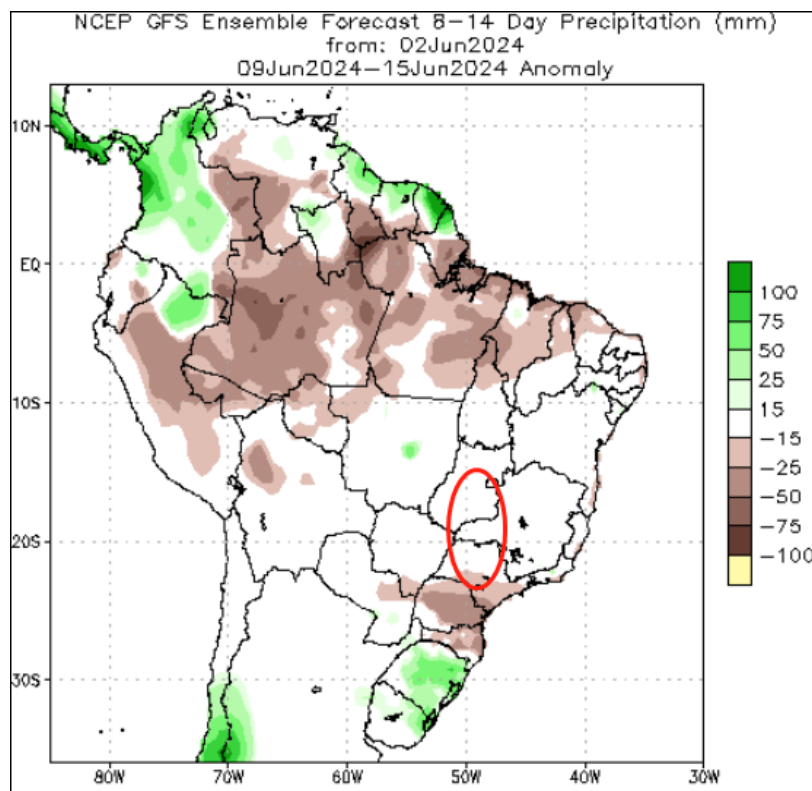 NCEP GFS Ensemble Forecast 8-14 Day Precipitation (mm)
from: 02Jun2024
09Jun2024-15Jun2024 Anomaly
10N
EQ
10S
20S
30S
80W
70W
60W
50W
40W
30W
100
75
50
25
15
-15
-25
-50
-75
-100